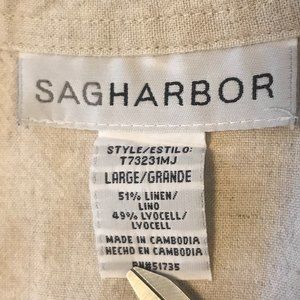 SAGHARBOR
STYLE/ESTILO:
T73231MJ
LARGE/GRANDE
51% LINEN/
LINO
49% LYOCELL/
LYOCELL
MADE IN CAMBODIA
HECHO EN CAMBODIA
RN#51735